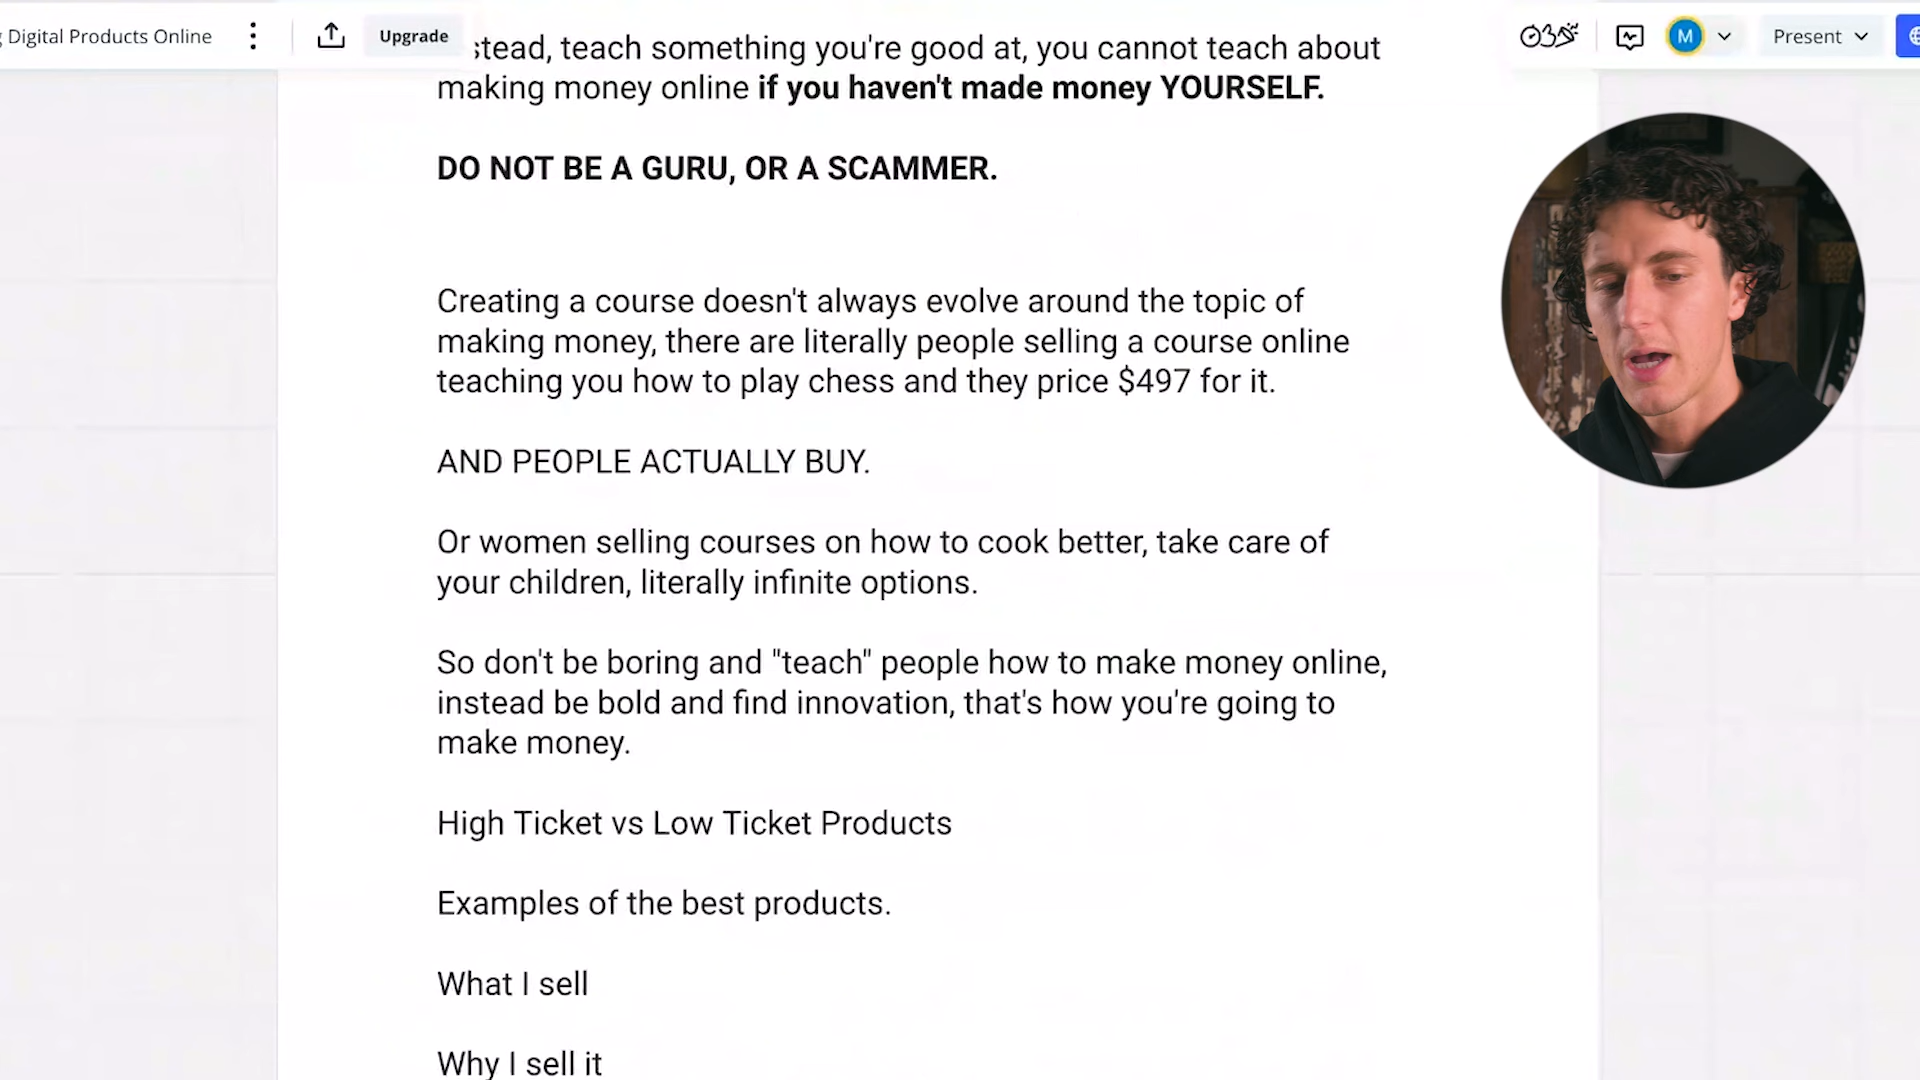 Digital Products Online
Upgrade
M
Present
stead, teach something you're good at, you cannot teach about
making money online if you haven't made money YOURSELF.
DO NOT BE A GURU, OR A SCAMMER.
Creating a course doesn't always evolve around the topic of
making money, there are literally people selling a course online
teaching you how to play chess and they price $497 for it.
AND PEOPLE ACTUALLY BUY.
Or women selling courses on how to cook better, take care of
your children, literally infinite options.
So don't be boring and "teach" people how to make money online,
instead be bold and find innovation, that's how you're going to
make money.
High Ticket vs Low Ticket Products
Examples of the best products.
What I sell
Why I sell it